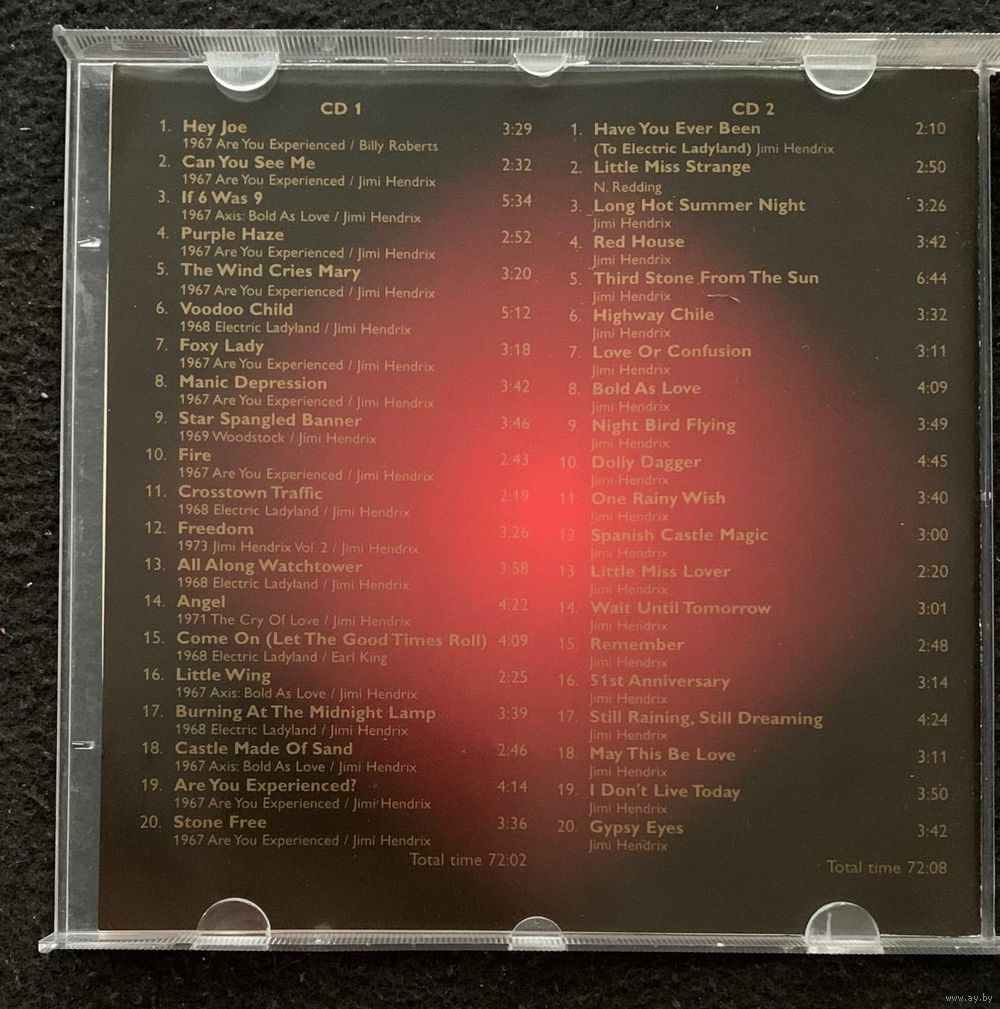 CD 1
1. Hey Joe 3:29
1967 Are You Experienced / Billy Roberts
2. Can You See Me 2:32
1967 Are You Experienced / Jimi Hendrix
3. If 6 Was 9 5:34
1967 Axis: Bold As Love / Jimi Hendrix
4. Purple Haze 2:52
1967 Are You Experienced / Jimi Hendrix
5. The Wind Cries Mary 3:20
1967 Are You Experienced / Jimi Hendrix
6. Voodoo Child 5:12
1968 Electric Ladyland / Jimi Hendrix
7. Foxy Lady 3:18
1967 Are You Experienced / Jimi Hendrix
8. Manic Depression 3:42
1967 Are You Experienced / Jimi Hendrix
9. Star Spangled Banner 3:46
1969 Woodstock / Jimi Hendrix
10. Fire 2:43
1967 Are You Experienced / Jimi Hendrix
11. Crosstown Traffic 2:19
1968 Electric Ladyland / Jimi Hendrix
12. Freedom 3:26
1973 Jimi Hendrix Vol. 2 / Jimi Hendrix
13. All Along Watchtower 3:58
1968 Electric Ladyland / Jimi Hendrix
14. Angel 4:22
1971 The Cry Of Love / Jimi Hendrix
15. Come On (Let The Good Times Roll) 4:09
1968 Electric Ladyland / Earl King
16. Little Wing 2:25
1967 Axis: Bold As Love / Jimi Hendrix
17. Burning At The Midnight Lamp 3:39
1968 Electric Ladyland / Jimi Hendrix
18. Castle Made Of Sand 2:46
1967 Axis: Bold As Love / Jimi Hendrix
19. Are You Experienced? 4:14
1967 Are You Experienced / Jimi Hendrix
20. Stone Free 3:36
1967 Are You Experienced / Jimi Hendrix
Total time 72:02
CD 2
1. Have You Ever Been 2:10
(To Electric Ladyland) Jimi Hendrix
2. Little Miss Strange 2:50
N. Redding
3. Long Hot Summer Night 3:26
Jimi Hendrix
4. Red House 3:42
Jimi Hendrix
5. Third Stone From The Sun 6:44
Jimi Hendrix
6. Highway Chile 3:32
Jimi Hendrix
7. Love Or Confusion 3:11
Jimi Hendrix
8. Bold As Love 4:09
Jimi Hendrix
9. Night Bird Flying 3:49
Jimi Hendrix
10. Dolly Dagger 4:45
Jimi Hendrix
11. One Rainy Wish 3:40
Jimi Hendrix
12. Spanish Castle Magic 3:00
Jimi Hendrix
13. Little Miss Lover 2:20
Jimi Hendrix
14. Wait Until Tomorrow 3:01
Jimi Hendrix
15. Remember 2:48
Jimi Hendrix
16. 51st Anniversary 3:14
Jimi Hendrix
17. Still Raining, Still Dreaming 4:24
Jimi Hendrix
18. May This Be Love 3:11
Jimi Hendrix
19. I Don't Live Today 3:50
Jimi Hendrix
20. Gypsy Eyes 3:42
Jimi Hendrix
Total time 72:08
www.ay.by